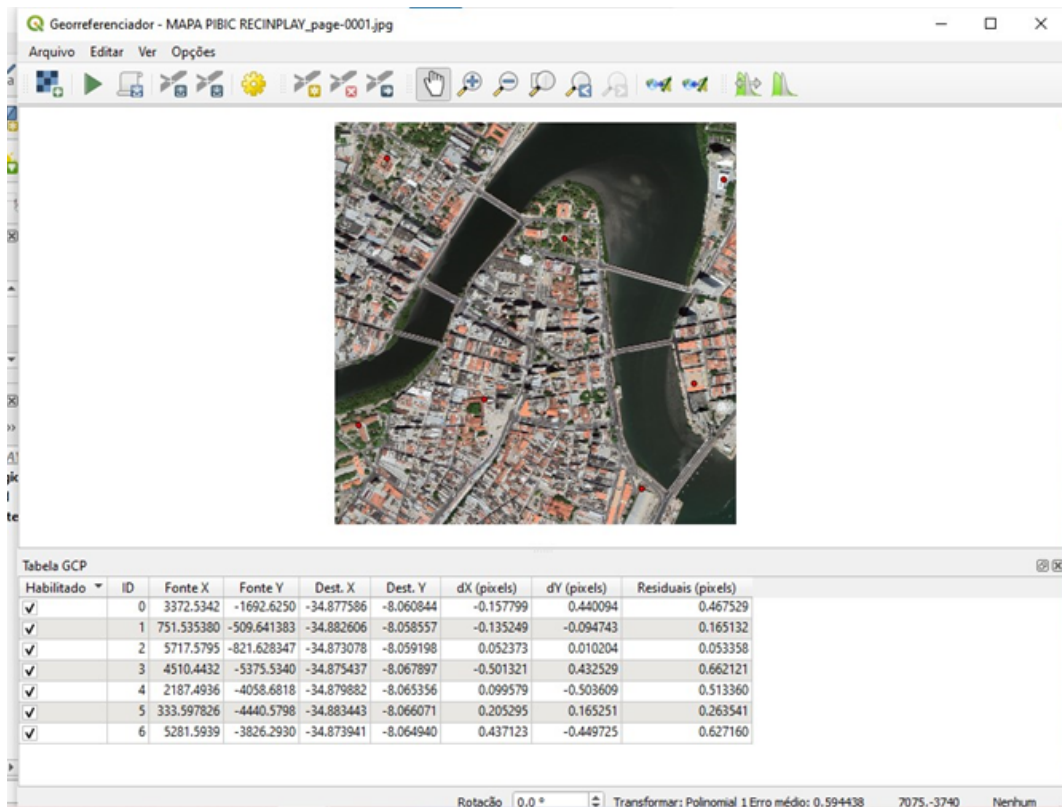 Georreferenciador - MAPA PIBIC RECINPLAY_page-0001.jpg
Arquivo Editar Ver Opções
Tabela GCP
Habilitado ID Fonte X Fonte Y Dest. X Dest. Y dX (pixels) dY (pixels) Residuais (pixels)
0 3372.5342 -1692.6250 -34.877586 -8.060844 -0.157799 0.440094 0.467529
1 751.535380 -509.641383 -34.882606 -8.058557 -0.135249 -0.094743 0.165132
2 5717.5795 -821.628347 -34.873078 -8.059198 0.052373 0.010204 0.053358
3 4510.4432 -5375.5340 -34.875437 -8.067897 -0.501321 0.432529 0.662121
4 2187.4936 -4058.6818 -34.879882 -8.065356 0.099579 -0.503609 0.513360
5 333.597826 -4440.5798 -34.883443 -8.066071 0.205295 0.165251 0.263541
6 5281.5939 -3826.2930 -34.873941 -8.064940 0.437123 -0.449725 0.627160
Rotação 0,0 ° Transformar: Polinomial 1 Erro médio: 0.594438 7075,-3740 Nenhum